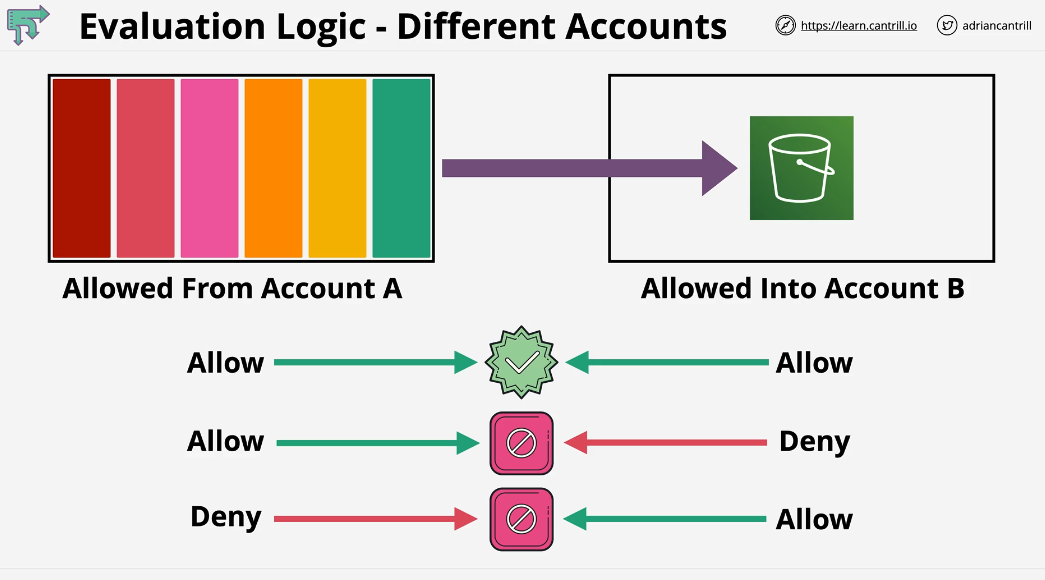 Evaluation Logic - Different Accounts
https://learn.cantrill.io
adriancantrill
Allowed From Account A
Allowed Into Account B
Allow
Allow
Allow
Deny
Deny
Allow